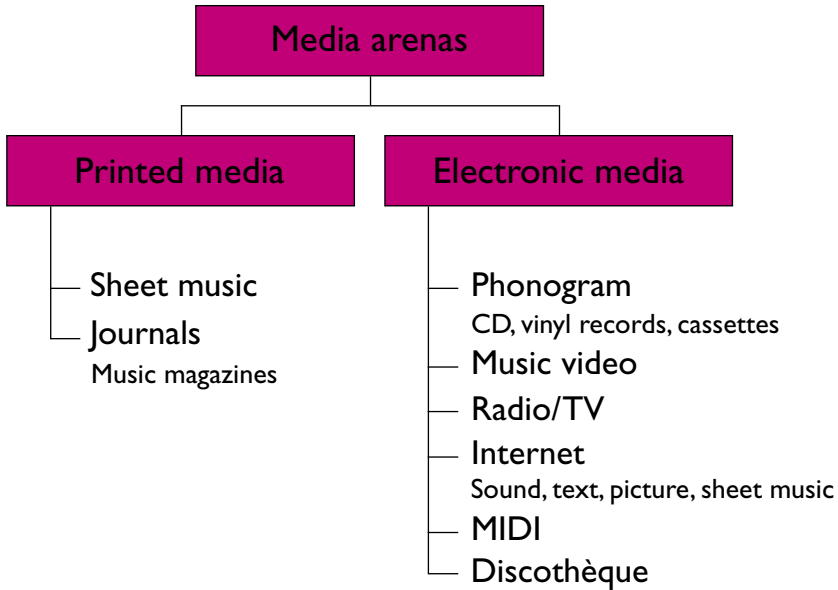 Media arenas
Printed media
Sheet music
Journals
Music magazines
Electronic media
Phonogram
CD, vinyl records, cassettes
Music video
Radio/TV
Internet
Sound, text, picture, sheet music
MIDI
Discothèque